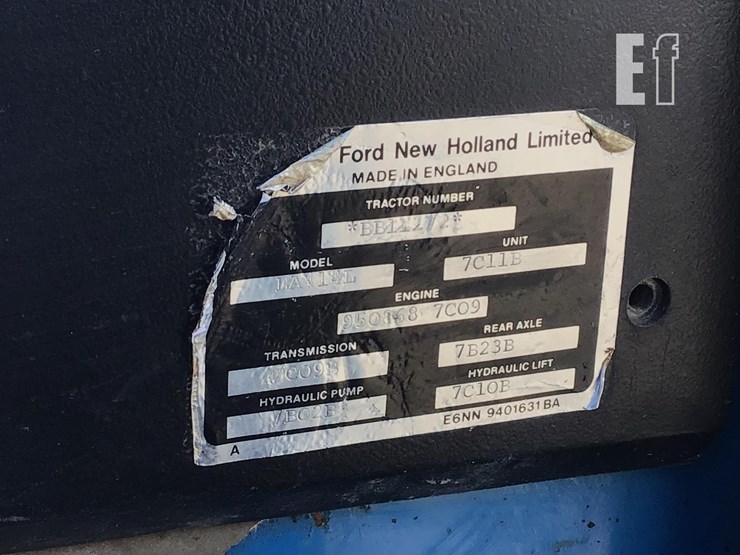 Ef
Ford New Holland Limited
MADE IN ENGLAND
TRACTOR NUMBER
UNIT
MODEL
7C11B
ENGINE
7C09
REAR AXLE
TRANSMISSION
7B23B
HYDRAULIC LIFT
HYDRAULIC PUMP
7C10B
E6NN 9401631BA
A